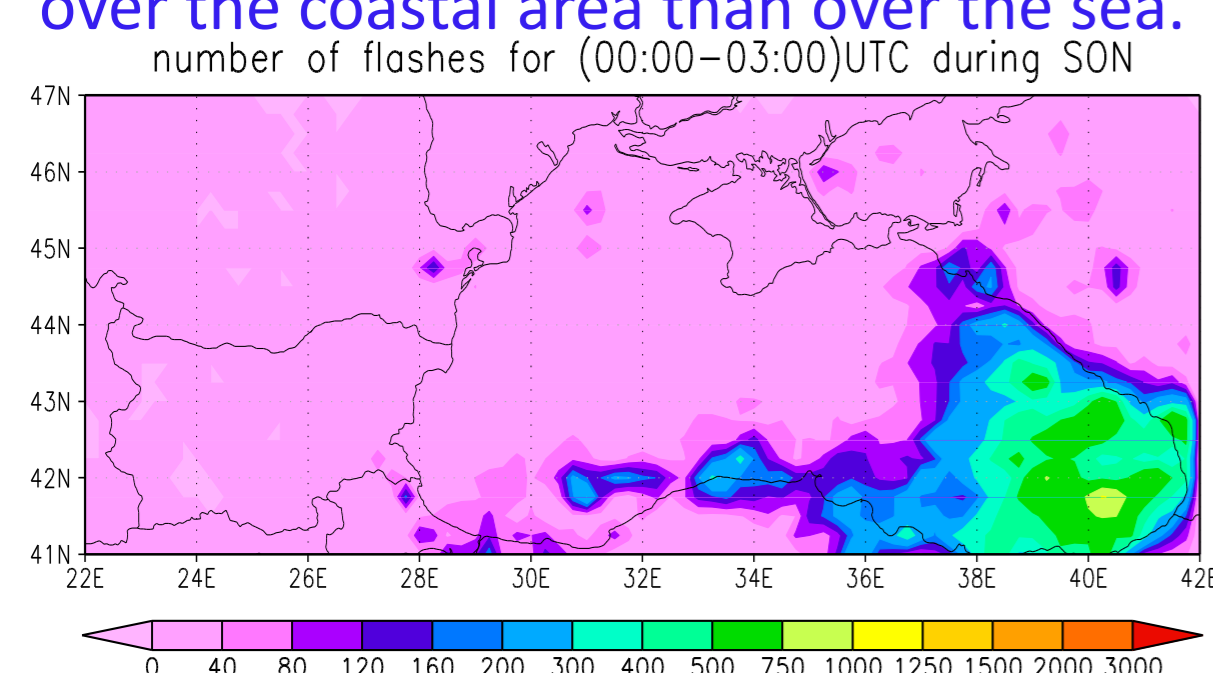 over the coastal area than over the sea.
number of flashes for (00:00-03:00)UTC during SON
47N
46N
45N
44N
43N
42N
41N
22E 24E 26E 28E 30E 32E 34E 36E 38E 40E 42E
0 40 80 120 160 200 300 400 500 750 1000 1250 1500 2000 3000